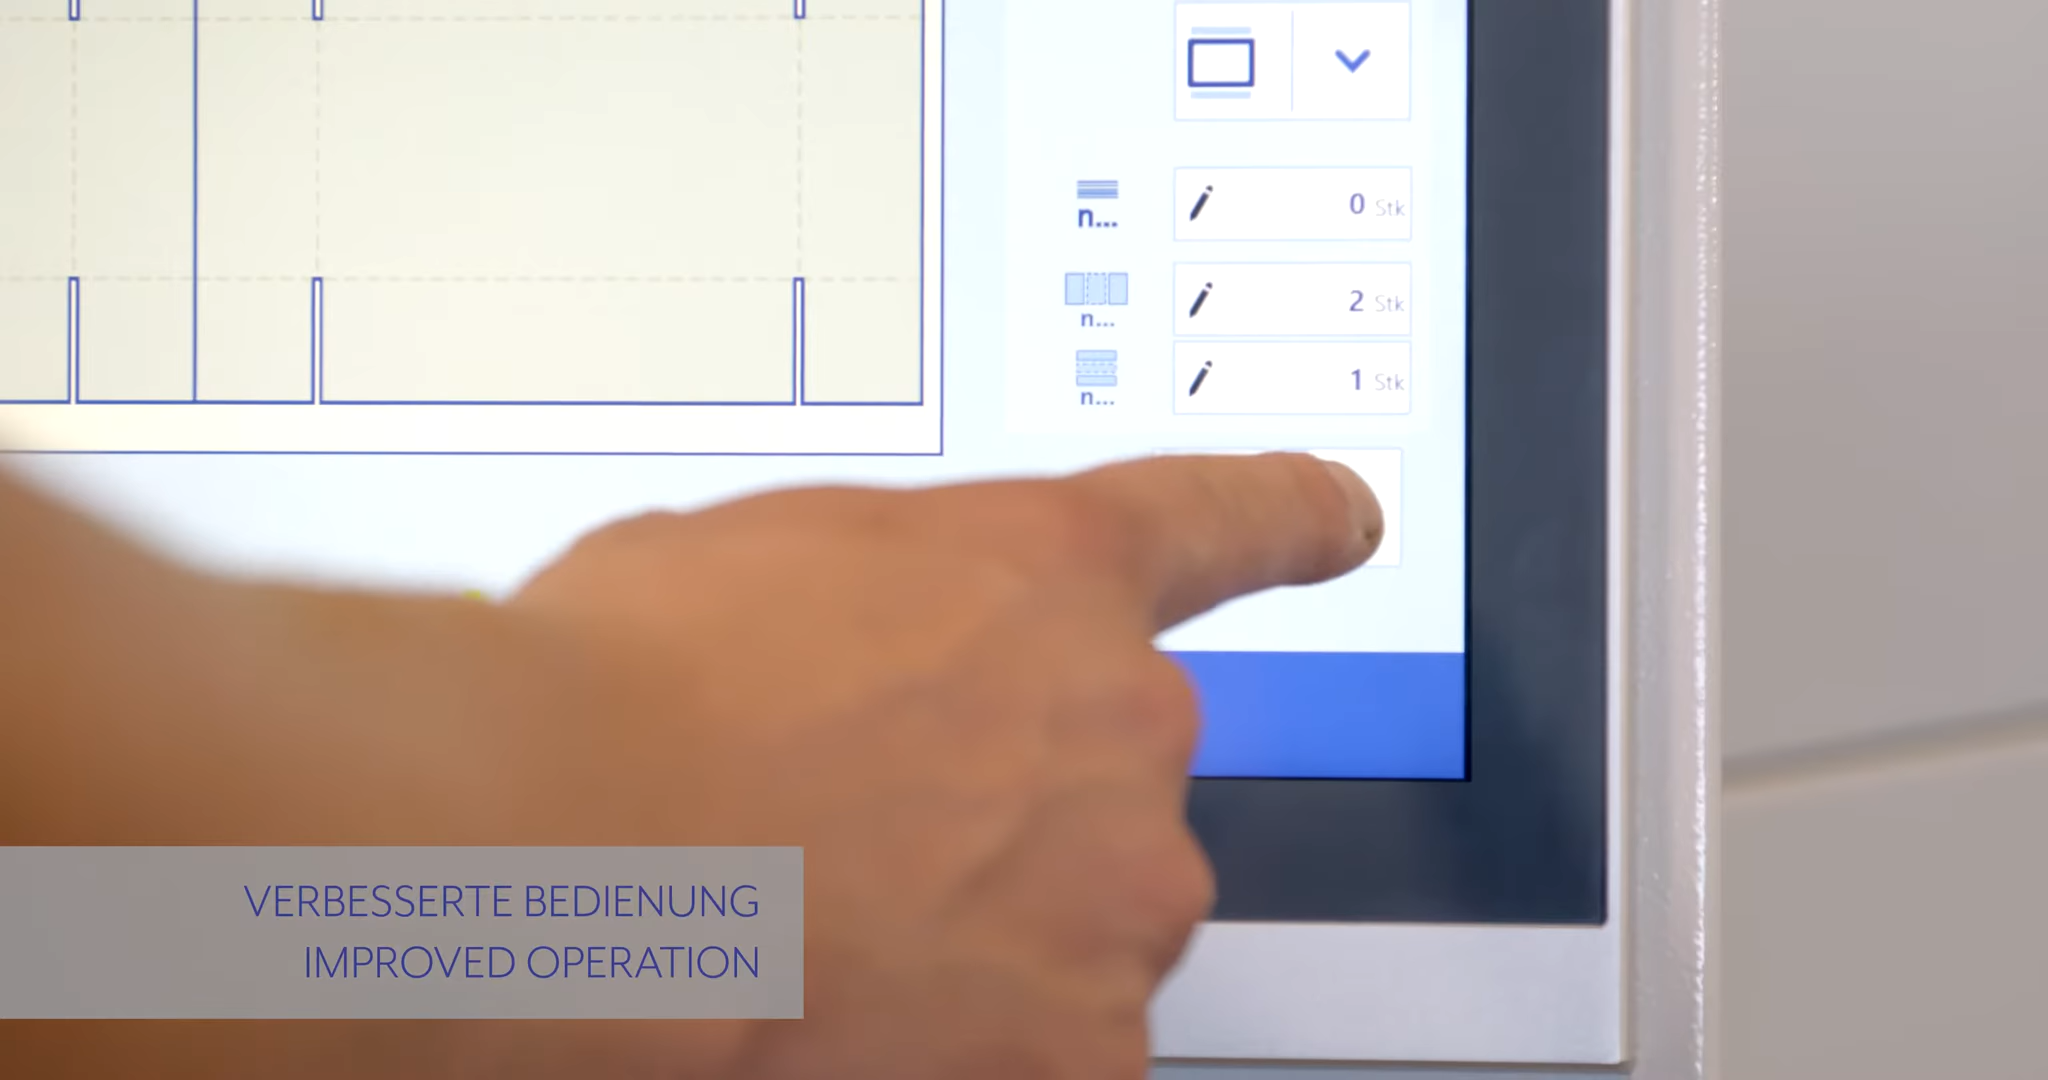 n...
0 Stk
n...
2 Stk
n...
1 Stk
VERBESSERTE BEDIENUNG
IMPROVED OPERATION